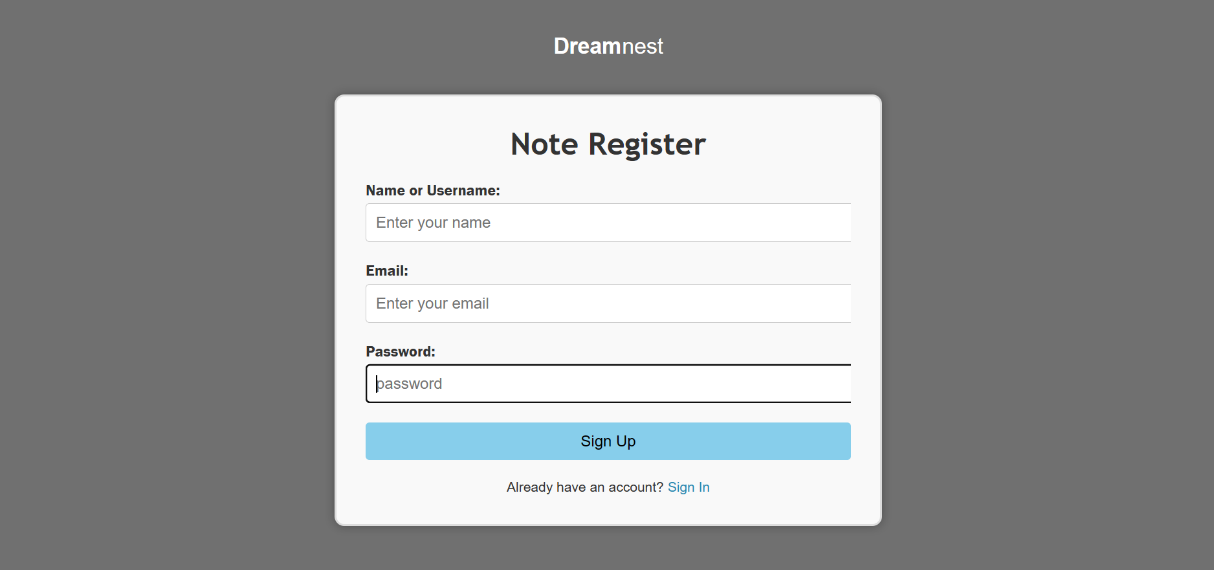 Dreamnest
Note Register
Name or Username:
Enter your name
Email:
Enter your email
Password:
password
Sign Up
Already have an account? Sign In